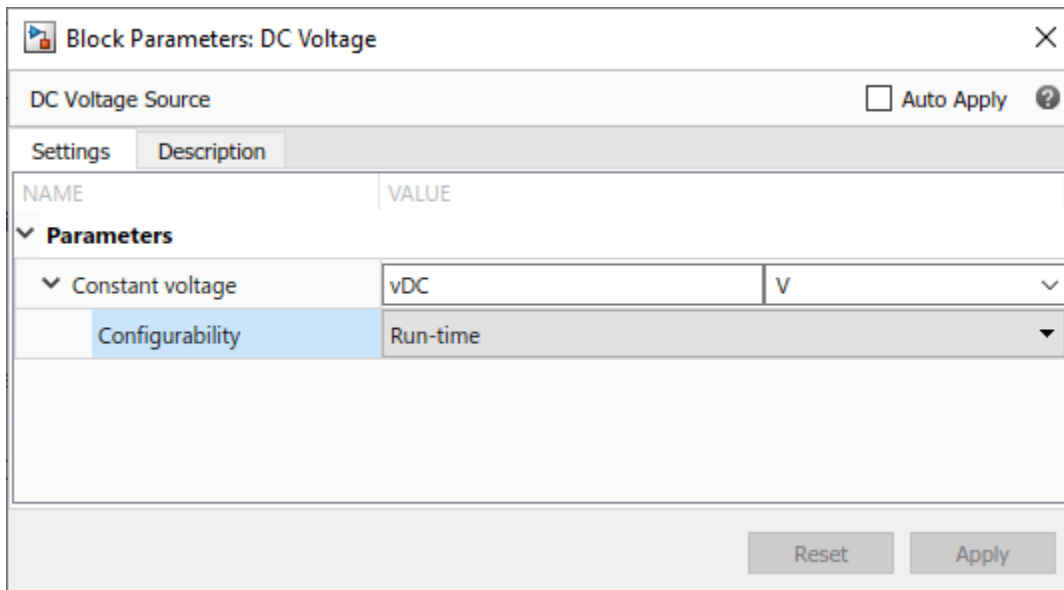 Block Parameters: DC Voltage
DC Voltage Source Auto Apply
Settings Description
NAME VALUE
Parameters
Constant voltage vDC V
Configurability Run-time
Reset Apply